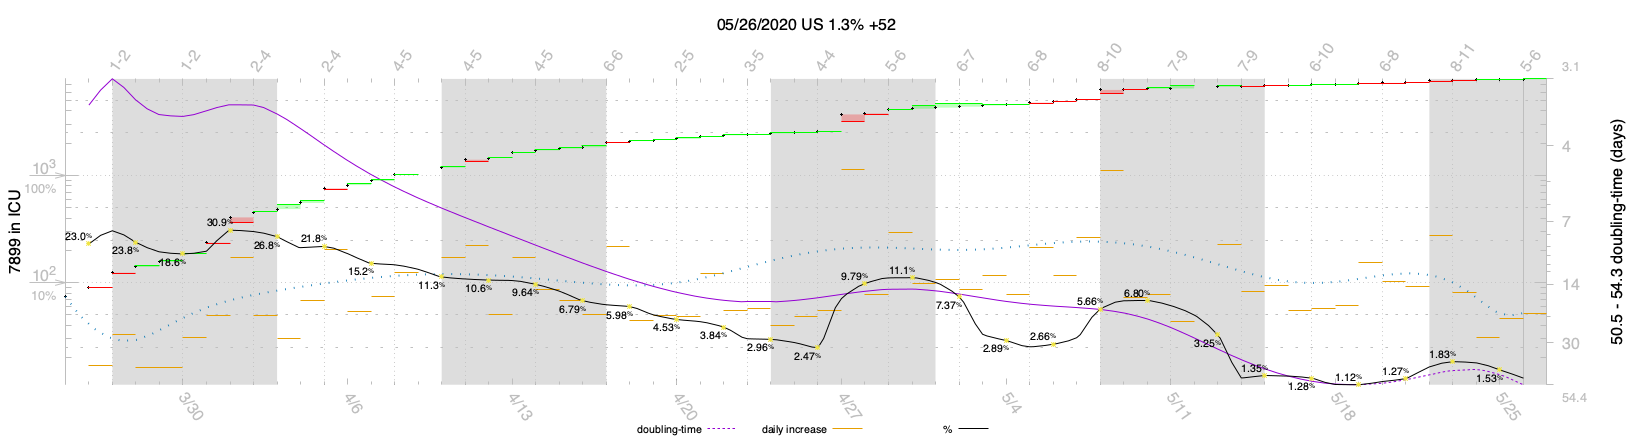 05/26/2020 US 1.3% +52
1-2 1-2 2-4 2-4 4-5 4-5 4-5 6-6 2-5 3-5 4-4 5-6 6-7 6-8 8-10 7-9 7-9 6-10 6-8 8-11 5-6
7899 in ICU
10³
100%
10²
10%
3.1
4
7
14
30
54.4
50.5 - 54.3 doubling-time (days)
23.0% 23.8% 18.6% 30.9% 26.8% 21.8% 15.2% 11.3% 10.6% 9.64% 6.79% 5.98% 4.53% 3.84% 2.96% 2.47% 9.79% 11.1% 7.37% 2.89% 2.66% 5.66% 6.80% 3.25% 1.35% 1.28% 1.12% 1.27% 1.83% 1.53%
3/30 4/6 4/13 4/20 4/27 5/4 5/11 5/18 5/25
doubling-time daily increase %